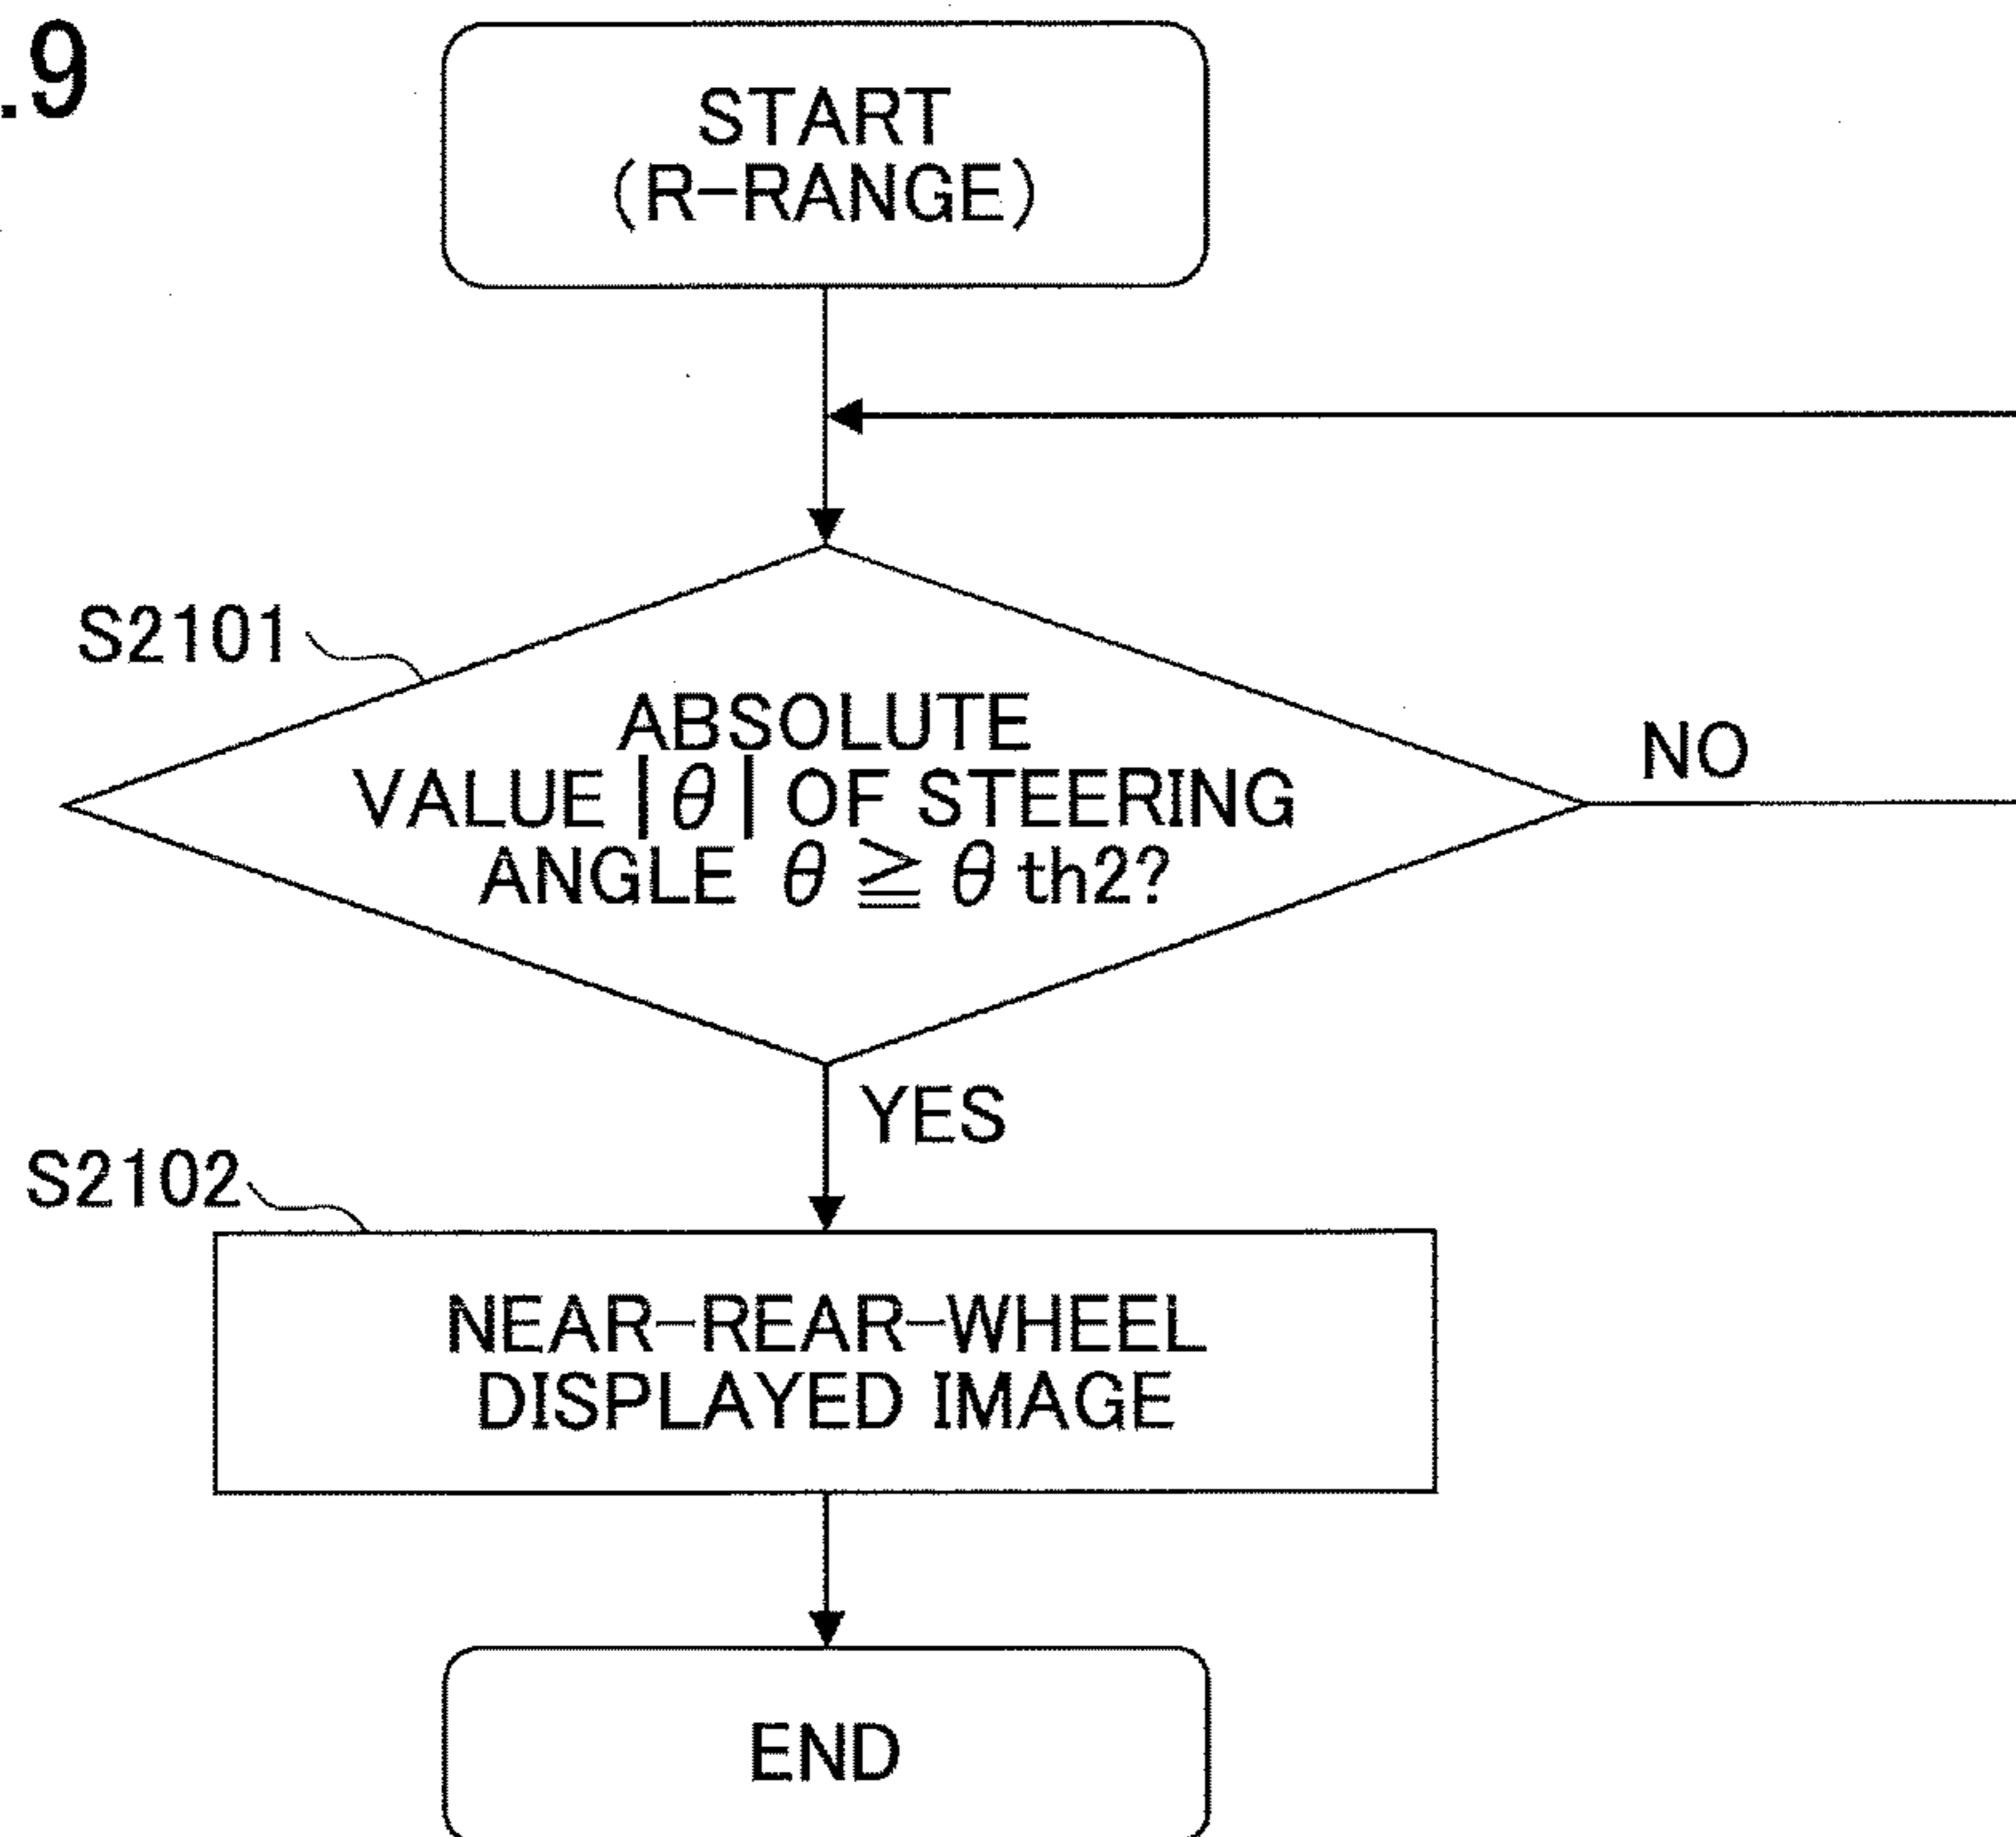 .9
START
(R-RANGE)
S2101
ABSOLUTE
VALUE |θ| OF STEERING
ANGLE θ ≧ θ th2?
NO
YES
S2102
NEAR-REAR-WHEEL
DISPLAYED IMAGE
END